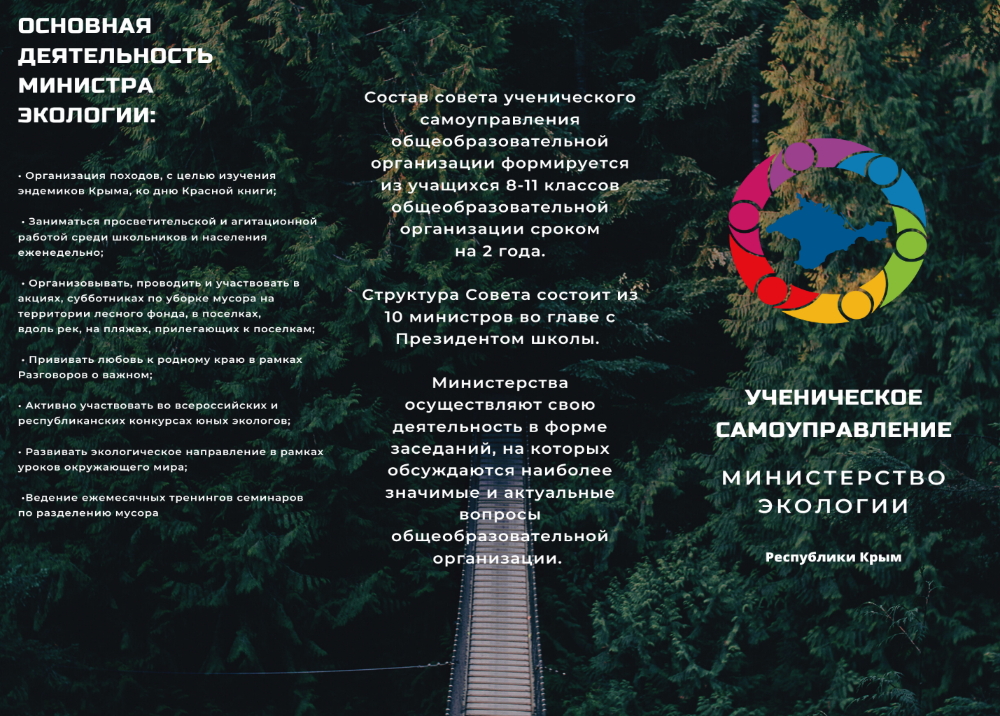 ОСНОВНАЯ
ДЕЯТЕЛЬНОСТЬ
МИНИСТРА
ЭКОЛОГИИ:
• Организация походов, с целью изучения
эндемиков Крыма, ко дню Красной книги;
• Заниматься просветительской и агитационной
работой среди школьников и населения
еженедельно;
• Организовывать, проводить и участвовать в
акциях, субботниках по уборке мусора на
территории лесного фонда, в поселках,
вдоль рек, на пляжах, прилегающих к поселкам;
• Прививать любовь к родному краю в рамках
Разговоров о важном;
• Активно участвовать во всероссийских и
республиканских конкурсах юных экологов;
• Развивать экологическое направление в рамках
уроков окружающего мира;
•Ведение ежемесячных тренингов семинаров
по разделению мусора
Состав совета ученического
самоуправления
общеобразовательной
организации формируется
из учащихся 8-11 классов
общеобразовательной
организации сроком
на 2 года.
Структура Совета состоит из
10 министров во главе с
Президентом школы.
Министерства
осуществляют свою
деятельность в форме
заседаний, на которых
обсуждаются наиболее
значимые и актуальные
вопросы
общеобразовательной
организации.
УЧЕНИЧЕСКОЕ
САМОУПРАВЛЕНИЕ
МИНИСТЕРСТВО
ЭКОЛОГИИ
Республики Крым